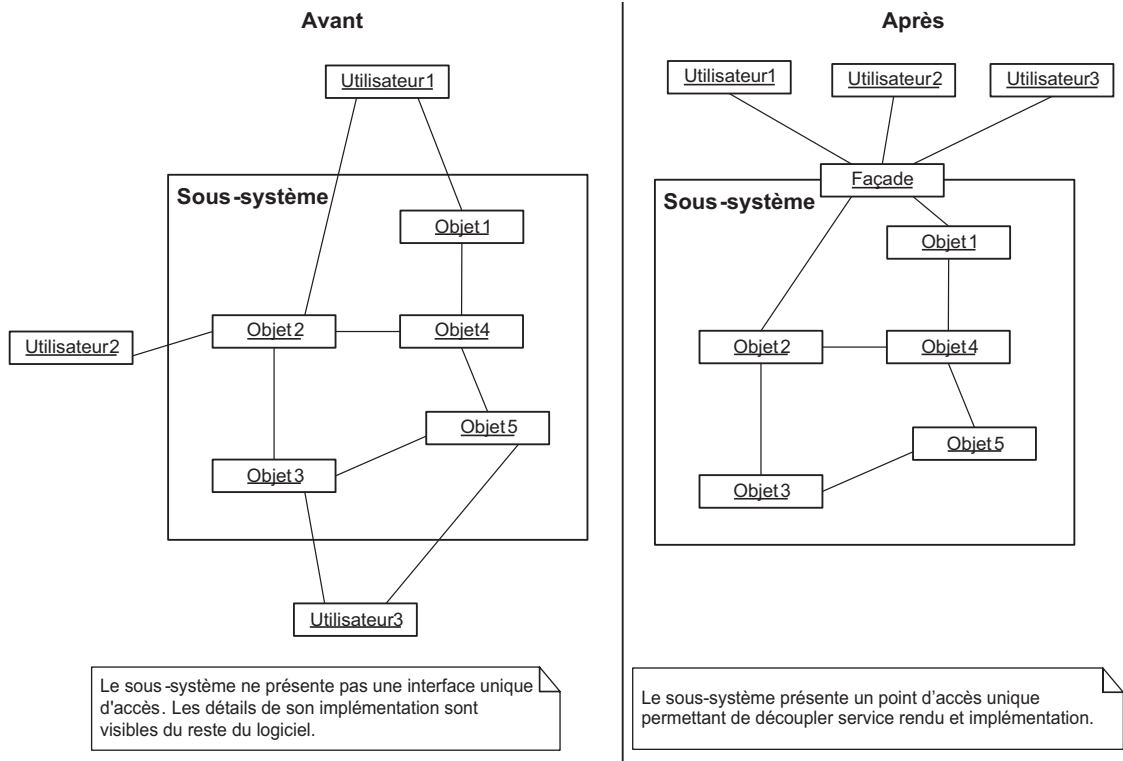 Avant
Utilisateur1
Sous-système
Objet1
Objet2
Objet4
Utilisateur2
Objet5
Objet3
Utilisateur3
Le sous-système ne présente pas une interface unique
d'accès. Les détails de son implémentation sont
visibles du reste du logiciel.
Après
Utilisateur1
Utilisateur2
Utilisateur3
Façade
Sous-système
Objet1
Objet2
Objet4
Objet5
Objet3
Le sous-système présente un point d’accès unique
permettant de découpler service rendu et implémentation.